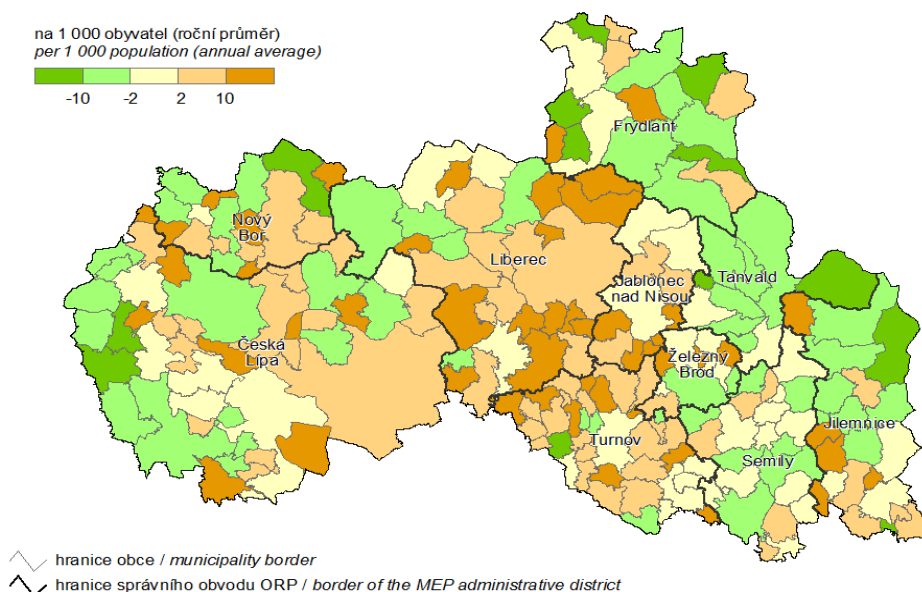 na 1 000 obyvatel (roční průměr)
per 1 000 population (annual average)
-10 -2 2 10
Frýdlant
Nový
Bor
Liberec
Jablonec
nad Nisou
Tanvald
Česká
Lípa
Železný
Brod
Jilemnice
Turnov
Semily
hranice obce / municipality border
hranice správního obvodu ORP / border of the MEP administrative district